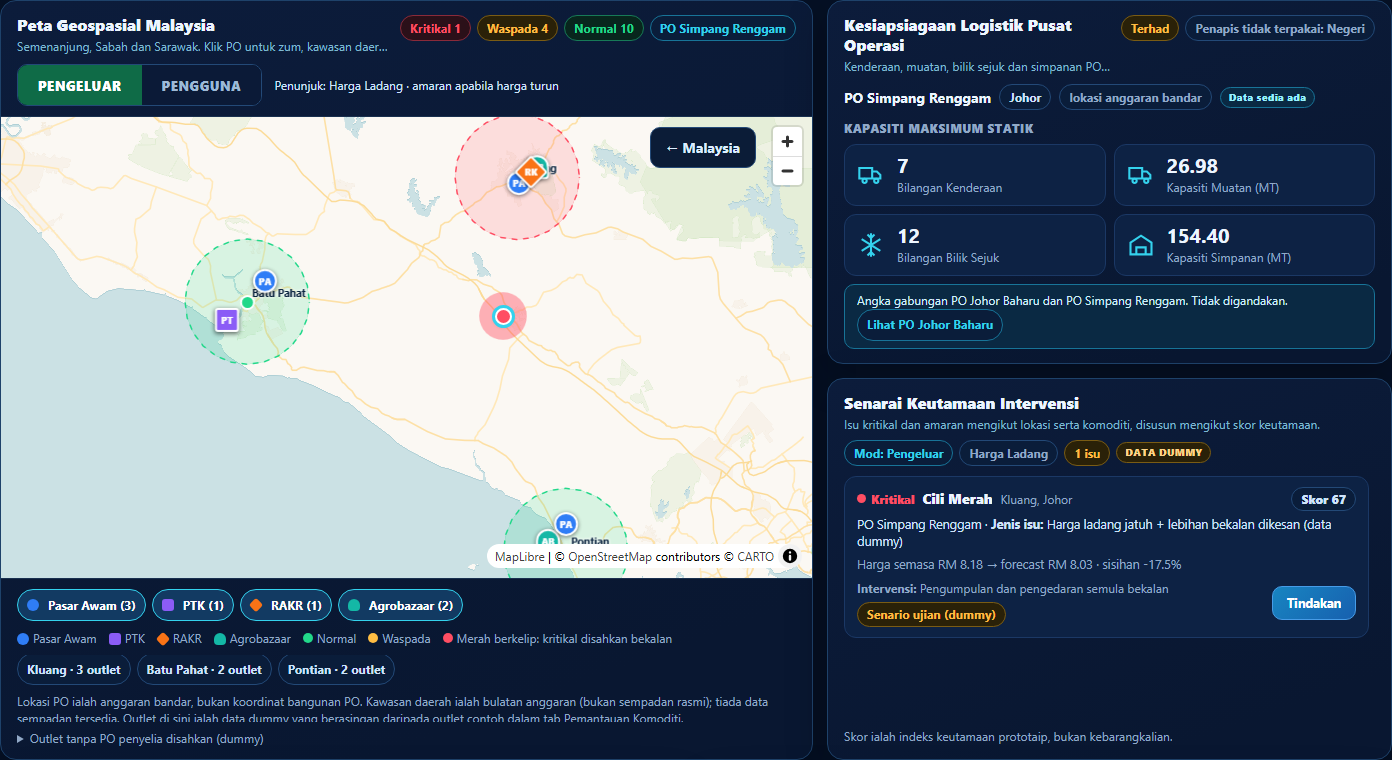 Peta Geospasial Malaysia
Semenanjung, Sabah dan Sarawak. Klik PO untuk zum, kawasan daer...
Kritikal 1
Waspada 4
Normal 10
PO Simpang Renggam
PENGELUAR
PENGGUNA
Penunjuk: Harga Ladang · amaran apabila harga turun
← Malaysia
+
−
PA
RK
g
PA
Batu Pahat
PT
PA
AB
Pontian
MapLibre | © OpenStreetMap contributors © CARTO
Pasar Awam (3)
PTK (1)
RAKR (1)
Agrobazaar (2)
Pasar Awam
PTK
RAKR
Agrobazaar
Normal
Waspada
Merah berkelip: kritikal disahkan bekalan
Kluang · 3 outlet
Batu Pahat · 2 outlet
Pontian · 2 outlet
Lokasi PO ialah anggaran bandar, bukan koordinat bangunan PO. Kawasan daerah ialah bulatan anggaran (bukan sempadan rasmi); tiada data
sempadan tersedia. Outlet di sini ialah data dummy yang berasingan daripada outlet contoh dalam tab Pemantauan Komoditi.
Outlet tanpa PO penyelia disahkan (dummy)
Kesiapsiagaan Logistik Pusat
Operasi
Terhad
Penapis tidak terpakai: Negeri
Kenderaan, muatan, bilik sejuk dan simpanan PO...
PO Simpang Renggam
Johor
lokasi anggaran bandar
Data sedia ada
KAPASITI MAKSIMUM STATIK
7
Bilangan Kenderaan
26.98
Kapasiti Muatan (MT)
12
Bilangan Bilik Sejuk
154.40
Kapasiti Simpanan (MT)
Angka gabungan PO Johor Baharu dan PO Simpang Renggam. Tidak digandakan.
Lihat PO Johor Baharu
Senarai Keutamaan Intervensi
Isu kritikal dan amaran mengikut lokasi serta komoditi, disusun mengikut skor keutamaan.
Mod: Pengeluar
Harga Ladang
1 isu
DATA DUMMY
Kritikal Cili Merah Kluang, Johor
Skor 67
PO Simpang Renggam · Jenis isu: Harga ladang jatuh + lebihan bekalan dikesan (data
dummy)
Harga semasa RM 8.18 → forecast RM 8.03 · sisihan -17.5%
Intervensi: Pengumpulan dan pengedaran semula bekalan
Senario ujian (dummy)
Tindakan
Skor ialah indeks keutamaan prototaip, bukan kebarangkalian.